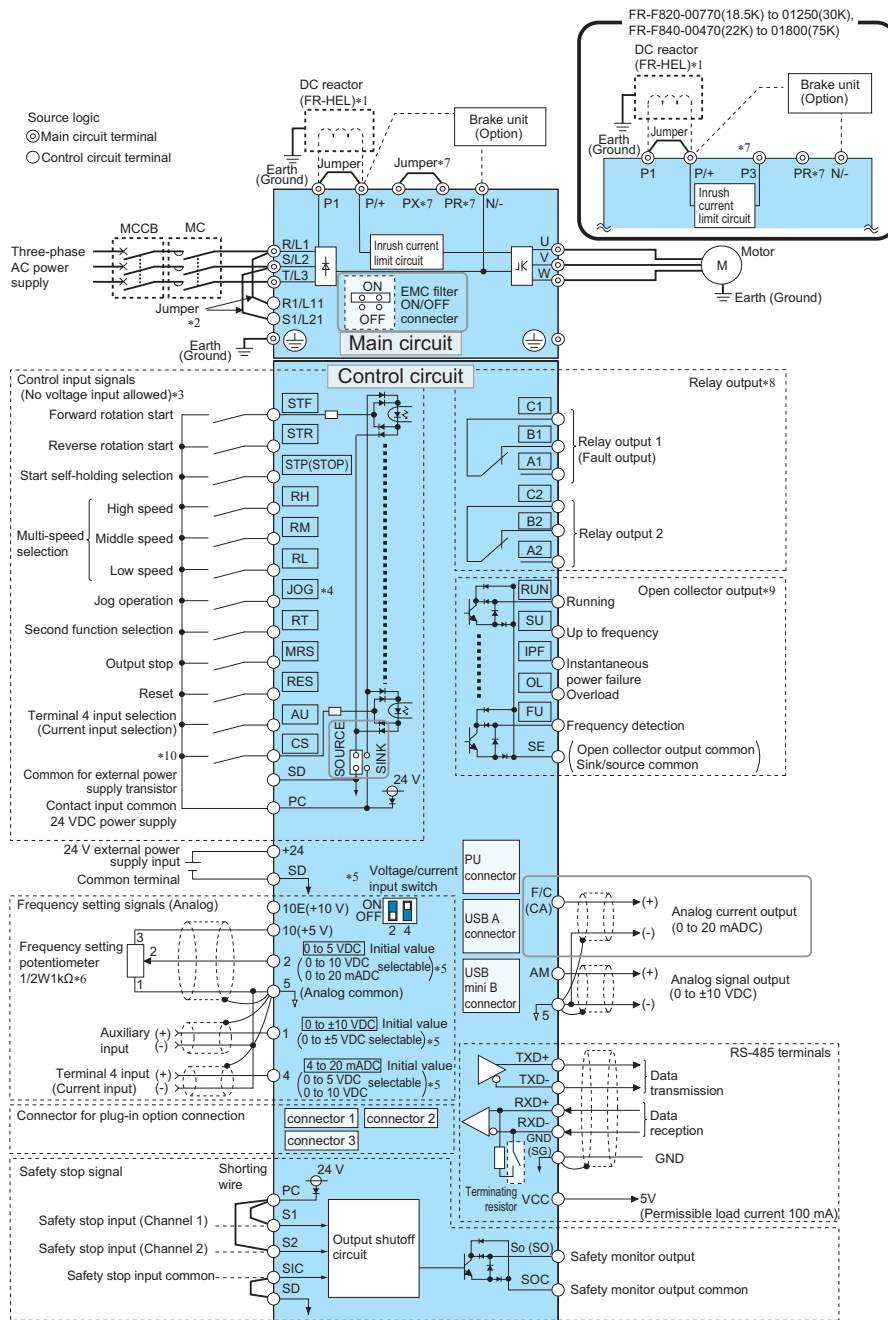 FR-F820-00770(18.5K) to 01250(30K),
FR-F840-00470(22K) to 01800(75K)
DC reactor
(FR-HEL)*1
Brake unit
(Option)
Earth
(Ground)
Jumper
*7
P1
P/+
P3
PR*7
N/-
Inrush
current
limit circuit
Source logic
Main circuit terminal
Control circuit terminal
DC reactor
(FR-HEL)*1
Brake unit
(Option)
Earth
(Ground)
Jumper
Jumper*7
P1
P/+
PX*7
PR*7
N/-
MCCB
MC
Three-phase
AC power
supply
R/L1
S/L2
T/L3
R1/L11
S1/L21
Jumper
*2
Inrush current
limit circuit
ON
OFF
EMC filter
ON/OFF
connecter
U
V
W
Motor
M
Earth (Ground)
Earth
(Ground)
Main circuit
Control circuit
Control input signals
(No voltage input allowed)*3
Forward rotation start
STF
Reverse rotation start
STR
Start self-holding selection
STP(STOP)
Multi-speed
selection
High speed
RH
Middle speed
RM
Low speed
RL
Jog operation
JOG *4
Second function selection
RT
Output stop
MRS
Reset
RES
Terminal 4 input selection
(Current input selection)
AU
*10
CS
SOURCE
SINK
Common for external power
supply transistor
SD
Contact input common
24 VDC power supply
PC
24 V
Relay output*8
C1
B1
A1
Relay output 1
(Fault output)
C2
B2
A2
Relay output 2
Open collector output*9
RUN
Running
SU
Up to frequency
IPF
Instantaneous
power failure
OL
Overload
FU
Frequency detection
SE
(Open collector output common
Sink/source common)
24 V external power
supply input
+24
Common terminal
SD
*5
Voltage/current
input switch
ON
OFF
2 4
Frequency setting signals (Analog)
10E(+10 V)
10(+5 V)
Frequency setting
potentiometer
1/2W1kΩ*6
3
2
1
2
0 to 5 VDC Initial value
(0 to 10 VDC
0 to 20 mADC selectable)*5
5
(Analog common)
Auxiliary
input
(+)
(-)
1
0 to ±10 VDC Initial value
(0 to ±5 VDC selectable)*5
Terminal 4 input
(Current input)
(+)
(-)
4
4 to 20 mADC Initial value
(0 to 5 VDC
0 to 10 VDC selectable)*5
Connector for plug-in option connection
connector 1
connector 2
connector 3
PU
connector
USB A
connector
USB
mini B
connector
F/C
(CA)
(+)
(-)
Analog current output
(0 to 20 mADC)
AM
5
(+)
(-)
Analog signal output
(0 to ±10 VDC)
RS-485 terminals
TXD+
TXD-
Data
transmission
RXD+
RXD-
Data
reception
GND
(SG)
GND
Terminating
resistor
VCC
5V
(Permissible load current 100 mA)
Safety stop signal
Shorting
wire
PC
24 V
Safety stop input (Channel 1)
S1
Safety stop input (Channel 2)
S2
Safety stop input common
SIC
SD
Output shutoff
circuit
So (SO)
Safety monitor output
SOC
Safety monitor output common